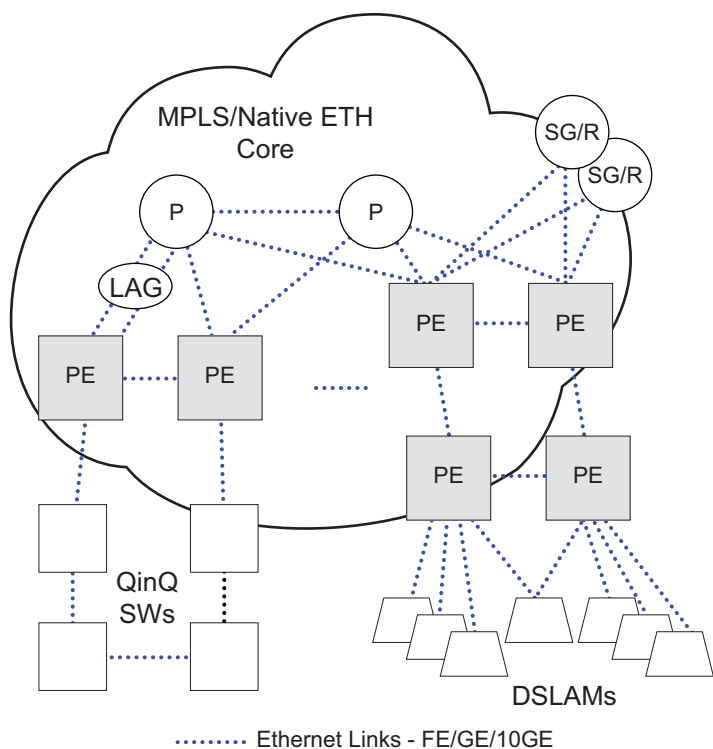 MPLS/Native ETH
Core
SG/R
SG/R
P
P
LAG
PE
PE
PE
PE
PE
PE
QinQ
SWs
DSLAMs
Ethernet Links - FE/GE/10GE